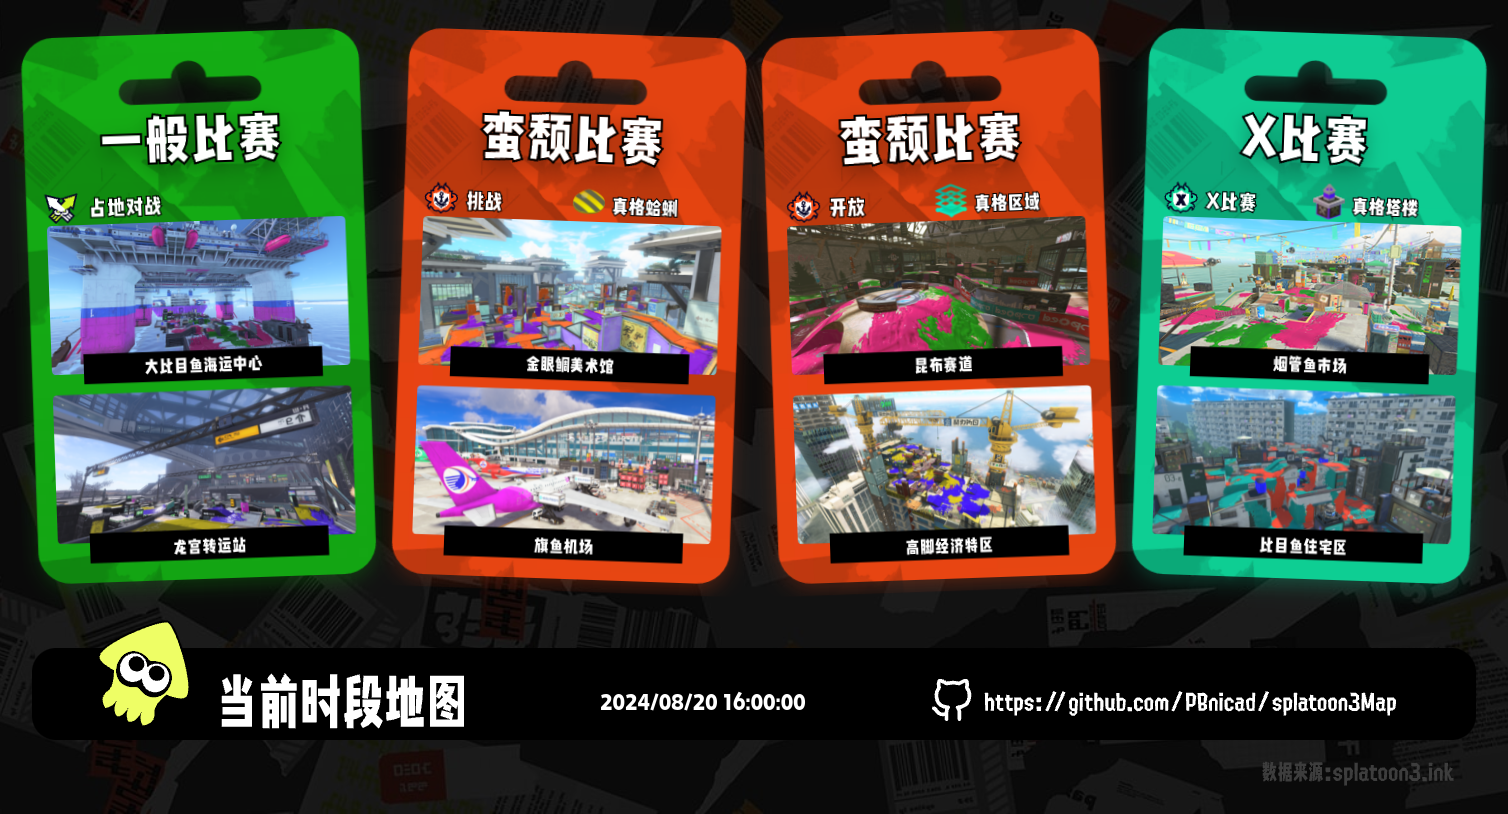 一般比赛
占地对战
大比目鱼海运中心
龙宫转运站
蛮颓比赛
挑战
真格蛤蜊
金眼鲷美术馆
旗鱼机场
蛮颓比赛
开放
真格区域
昆布赛道
高脚经济特区
X比赛
X比赛
真格塔楼
烟管鱼市场
比目鱼住宅区
当前时段地图
2024/08/20 16:00:00
https://github.com/PBnicad/splatoon3Map
数据来源:splatoon3.ink